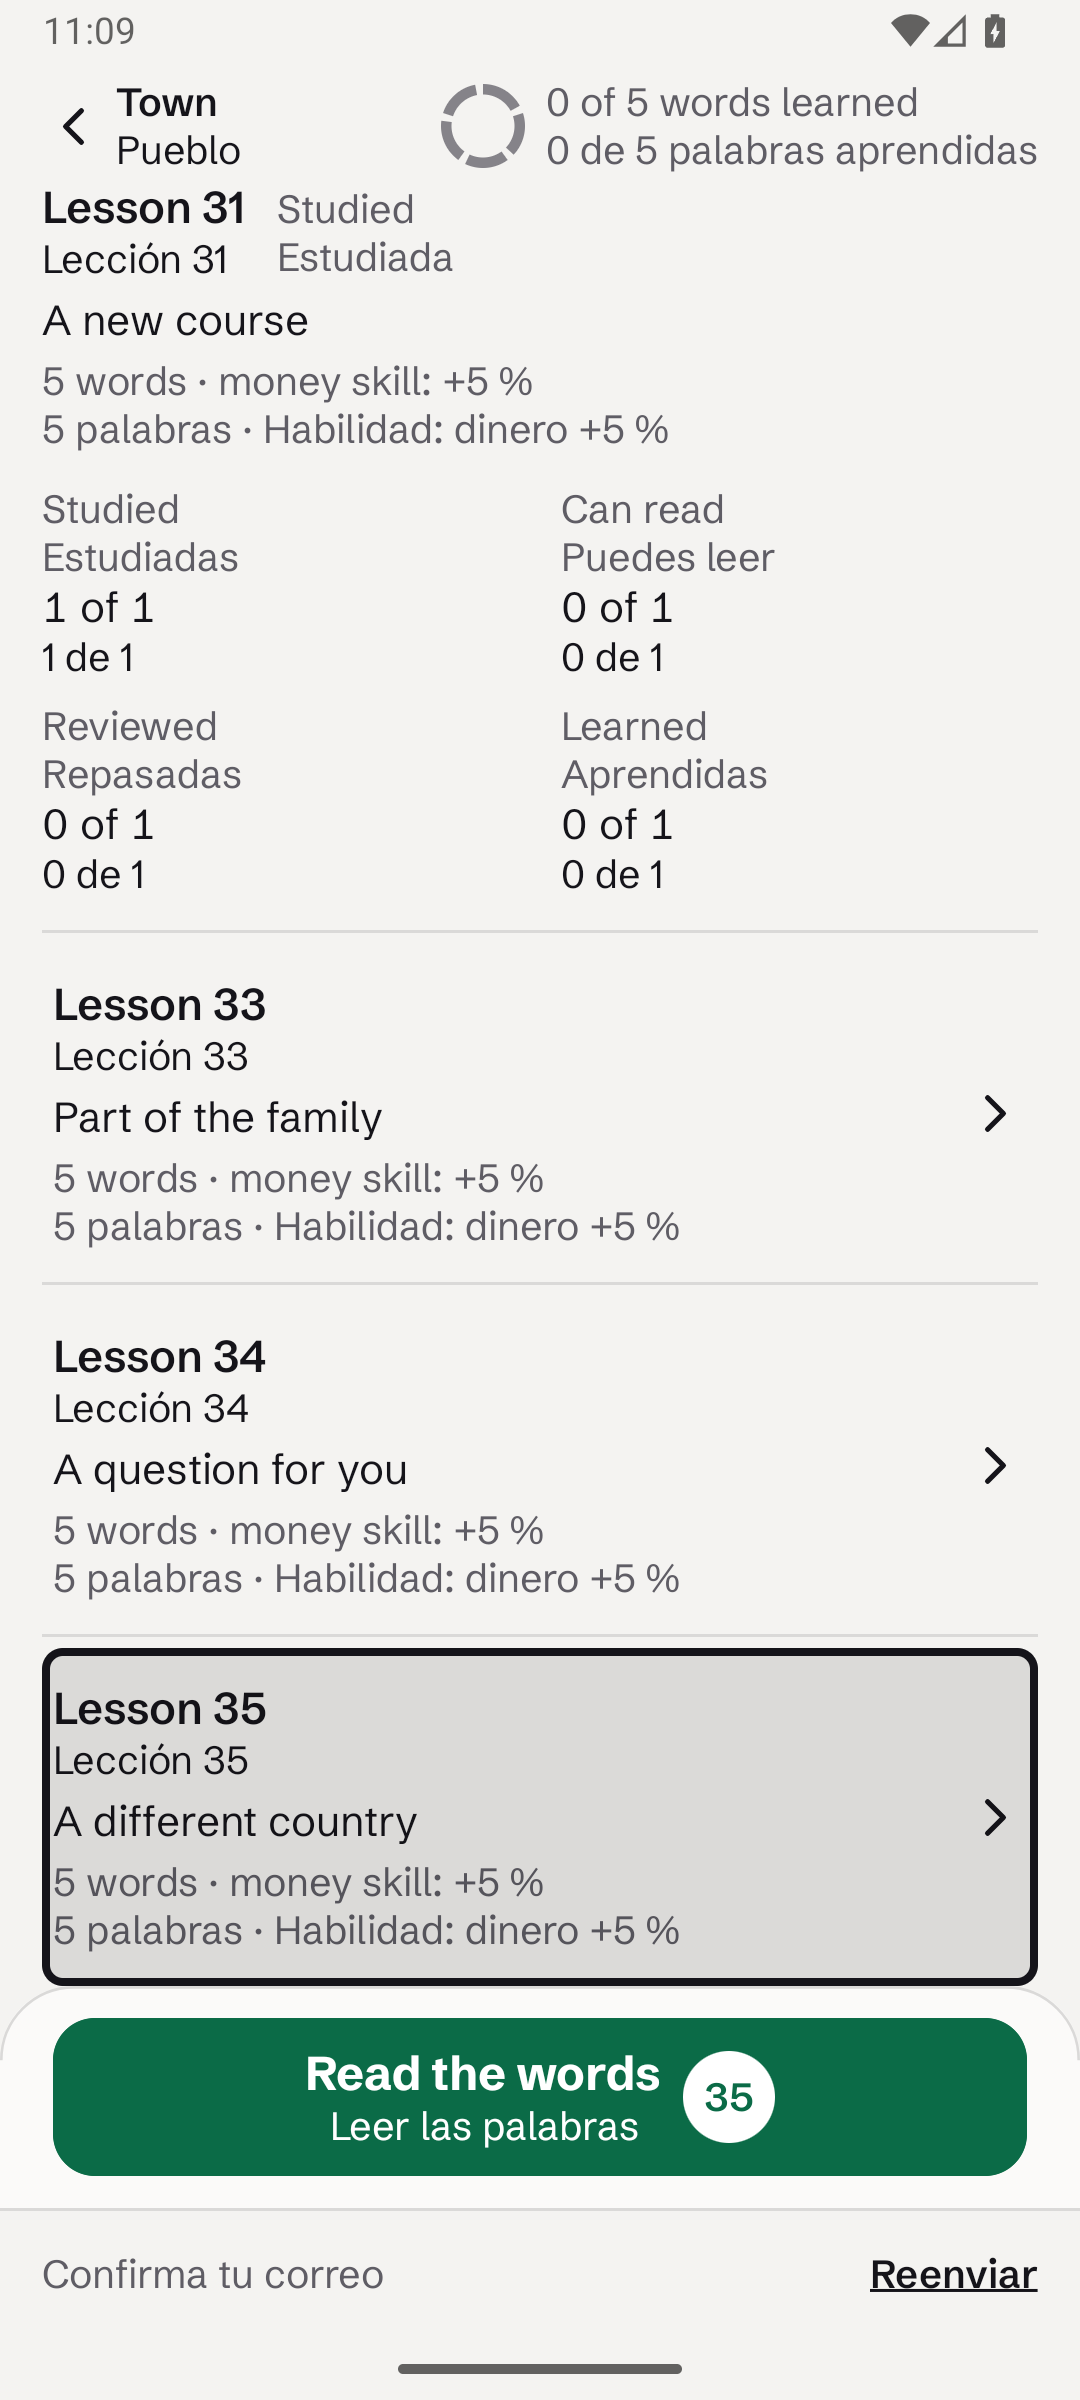 11:09
Town
Pueblo
0 of 5 words learned
0 de 5 palabras aprendidas
Lesson 31
Lección 31
Studied
Estudiada
A new course
5 words · money skill: +5 %
5 palabras · Habilidad: dinero +5 %
Studied
Estudiadas
1 of 1
1 de 1
Can read
Puedes leer
0 of 1
0 de 1
Reviewed
Repasadas
0 of 1
0 de 1
Learned
Aprendidas
0 of 1
0 de 1
Lesson 33
Lección 33
Part of the family
5 words · money skill: +5 %
5 palabras · Habilidad: dinero +5 %
Lesson 34
Lección 34
A question for you
5 words · money skill: +5 %
5 palabras · Habilidad: dinero +5 %
Lesson 35
Lección 35
A different country
5 words · money skill: +5 %
5 palabras · Habilidad: dinero +5 %
Read the words
Leer las palabras
35
Confirma tu correo
Reenviar